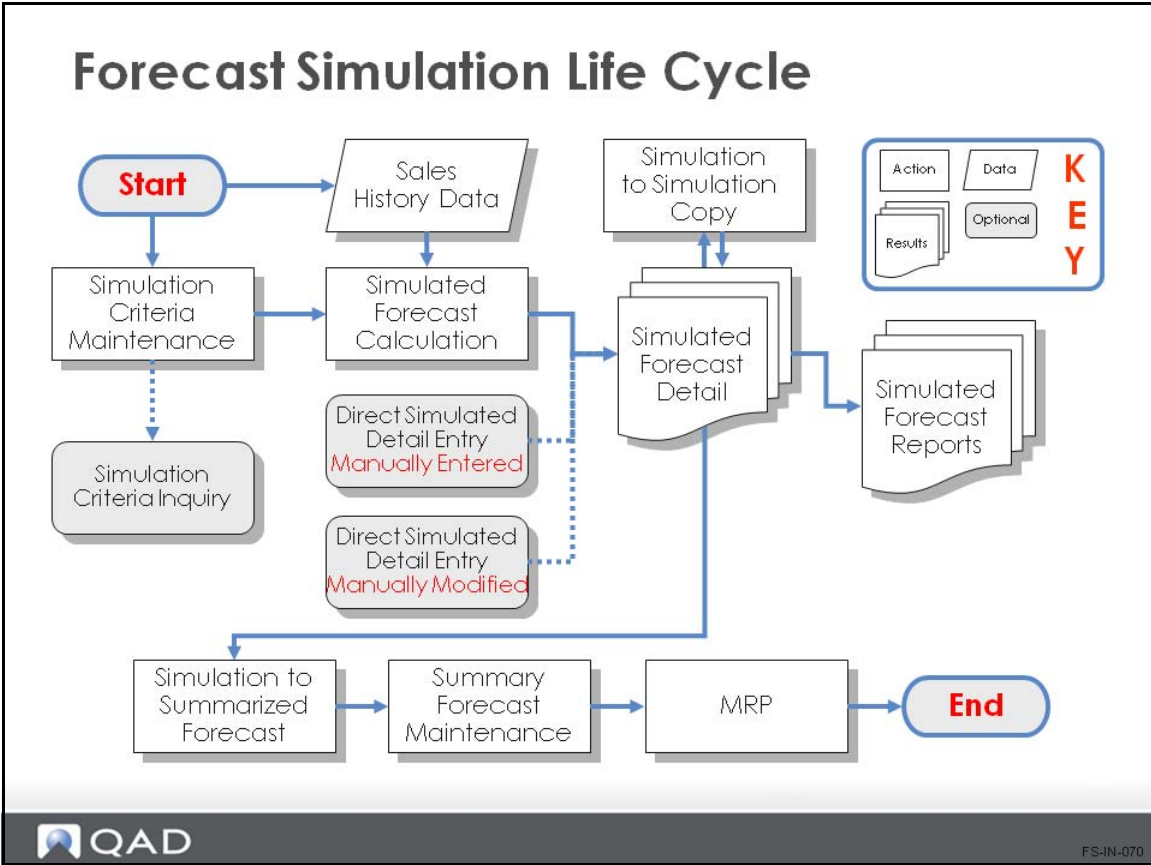 Forecast Simulation Life Cycle
Start
Sales
History Data
Simulation
to Simulation
Copy
Action
Data
Results
Optional
K
E
Y
Simulation
Criteria
Maintenance
Simulated
Forecast
Calculation
Simulated
Forecast
Detail
Simulated
Forecast
Reports
Direct Simulated
Detail Entry
Manually Entered
Simulation
Criteria Inquiry
Direct Simulated
Detail Entry
Manually Modified
Simulation to
Summarized
Forecast
Summary
Forecast
Maintenance
MRP
End
QAD
FS-IN-070